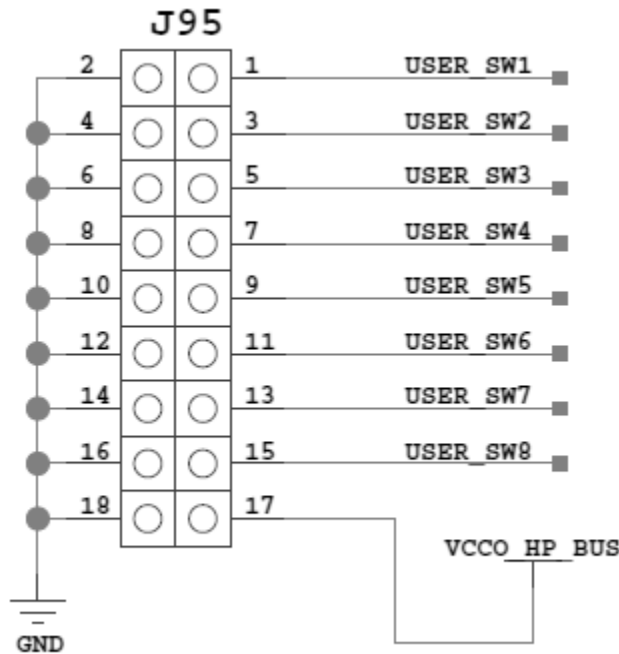 J95
2 1 USER_SW1
4 3 USER_SW2
6 5 USER_SW3
8 7 USER_SW4
10 9 USER_SW5
12 11 USER_SW6
14 13 USER_SW7
16 15 USER_SW8
18 17
VCCO_HP_BUS
GND